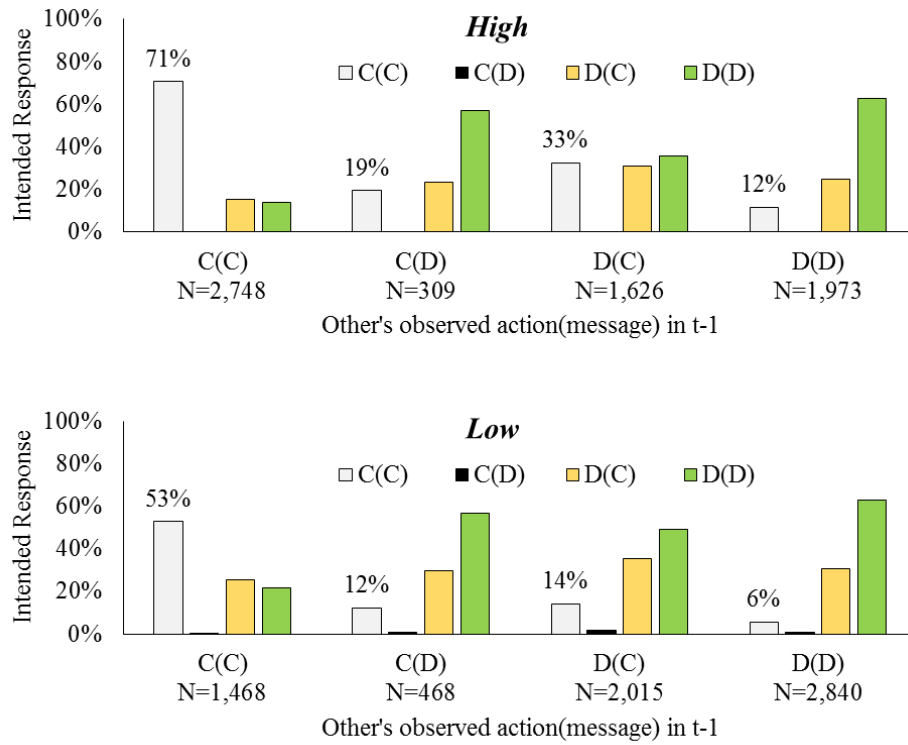 High
100%
80%
60%
40%
20%
0%
Intended Response
C(C) C(D) D(C) D(D)
71%
19%
33%
12%
C(C) C(D) D(C) D(D)
N=2,748 N=309 N=1,626 N=1,973
Other's observed action(message) in t-1
Low
100%
80%
60%
40%
20%
0%
Intended Response
C(C) C(D) D(C) D(D)
53%
12%
14%
6%
C(C) C(D) D(C) D(D)
N=1,468 N=468 N=2,015 N=2,840
Other's observed action(message) in t-1